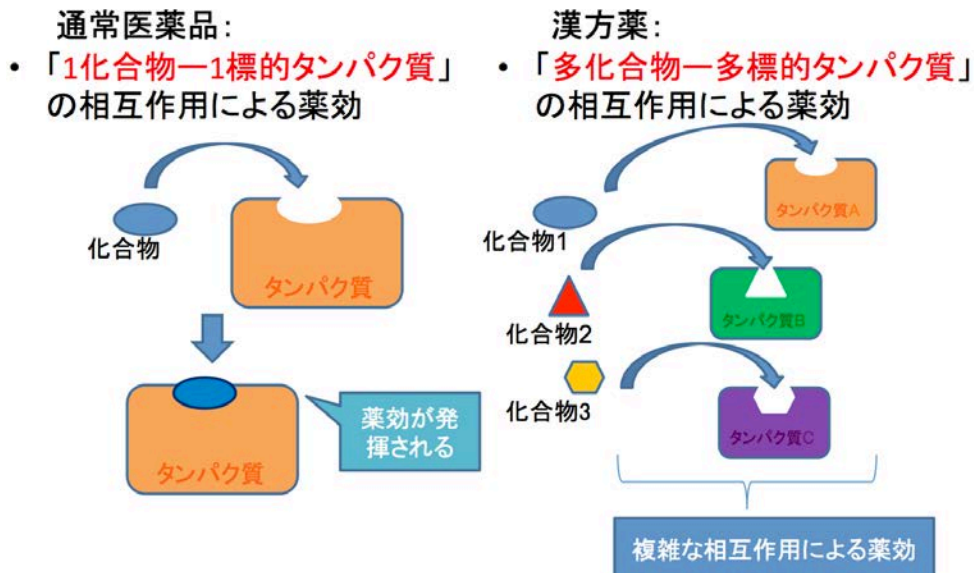 通常医薬品:
• 「1化合物ー1標的タンパク質」
の相互作用による薬効
化合物
タンパク質
タンパク質
薬効が発
揮される
漢方薬:
• 「多化合物ー多標的タンパク質」
の相互作用による薬効
化合物1
タンパク質A
化合物2
タンパク質B
化合物3
タンパク質C
複雑な相互作用による薬効